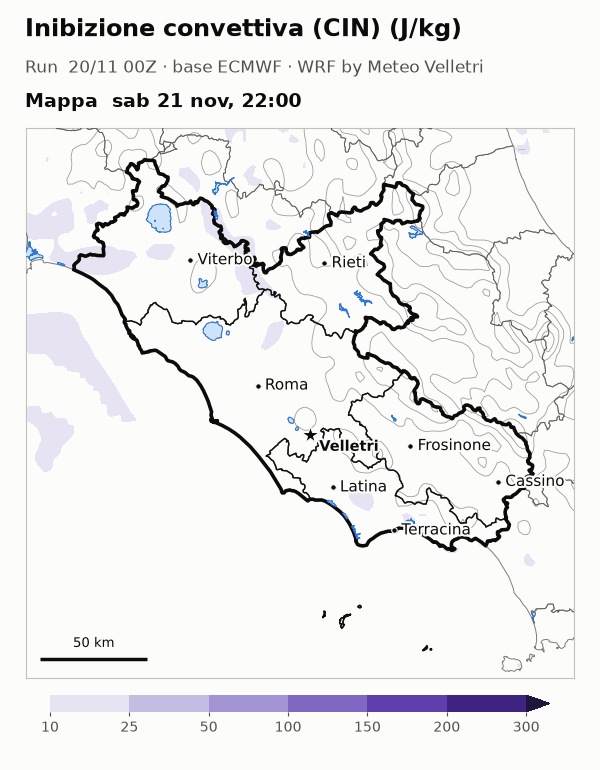 Inibizione convettiva (CIN) (J/kg)
Run 20/11 00Z · base ECMWF · WRF by Meteo Velletri
Mappa sab 21 nov, 22:00
Viterbo
Rieti
Roma
Velletri
Frosinone
Latina
Cassino
Terracina
50 km
10 25 50 100 150 200 300